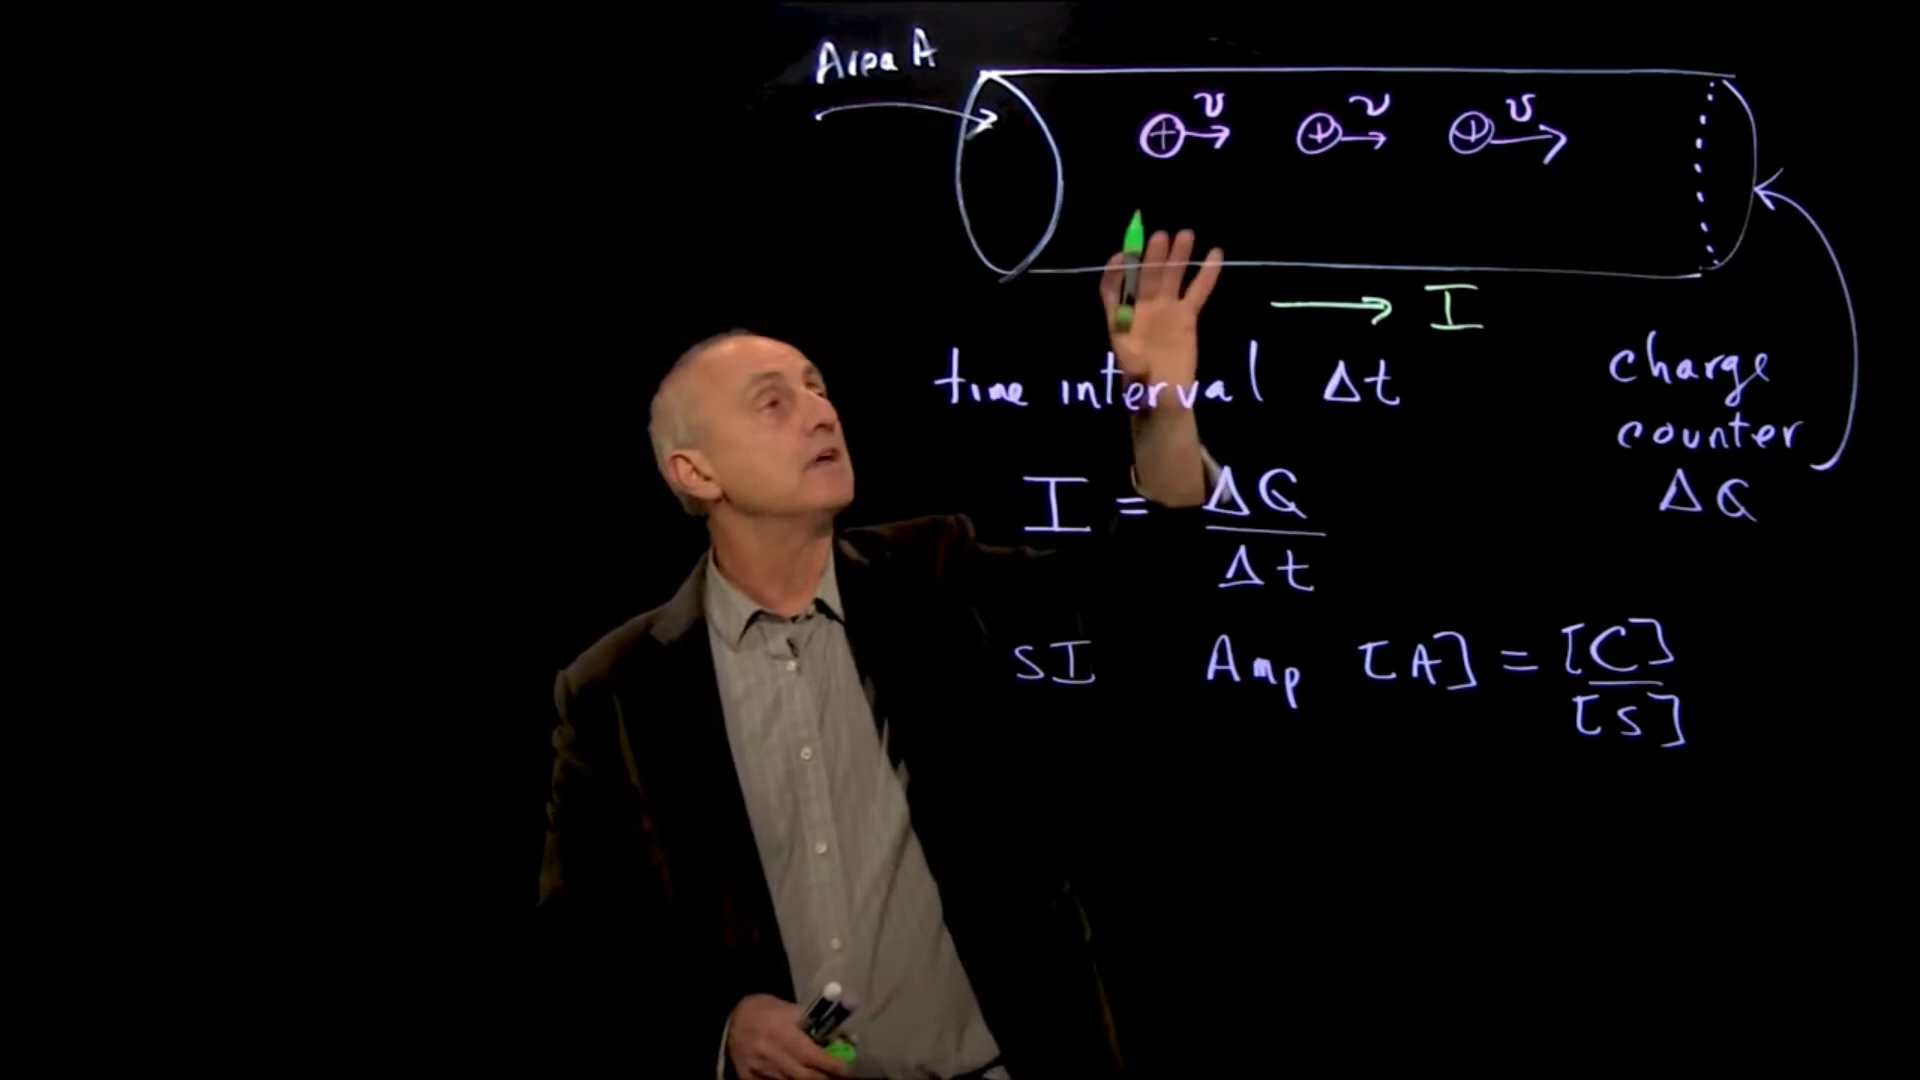 Area A
v v v
I
time interval Δt
charge
counter
ΔQ
I = ΔQ
Δt
SI Amp [A] = [C]
[S]